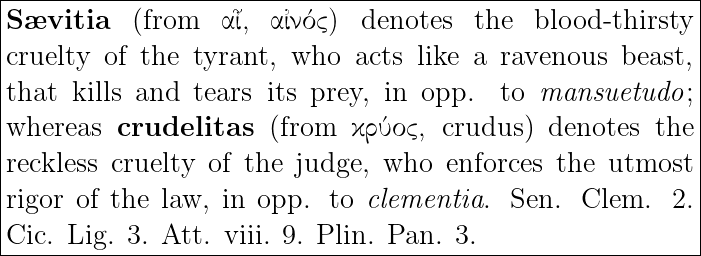 Sævitia (from αἶ, αἰνός) denotes the blood-thirsty
cruelty of the tyrant, who acts like a ravenous beast,
that kills and tears its prey, in opp. to mansuetudo;
whereas crudelitas (from κρύος, crudus) denotes the
reckless cruelty of the judge, who enforces the utmost
rigor of the law, in opp. to clementia. Sen. Clem. 2.
Cic. Lig. 3. Att. viii. 9. Plin. Pan. 3.